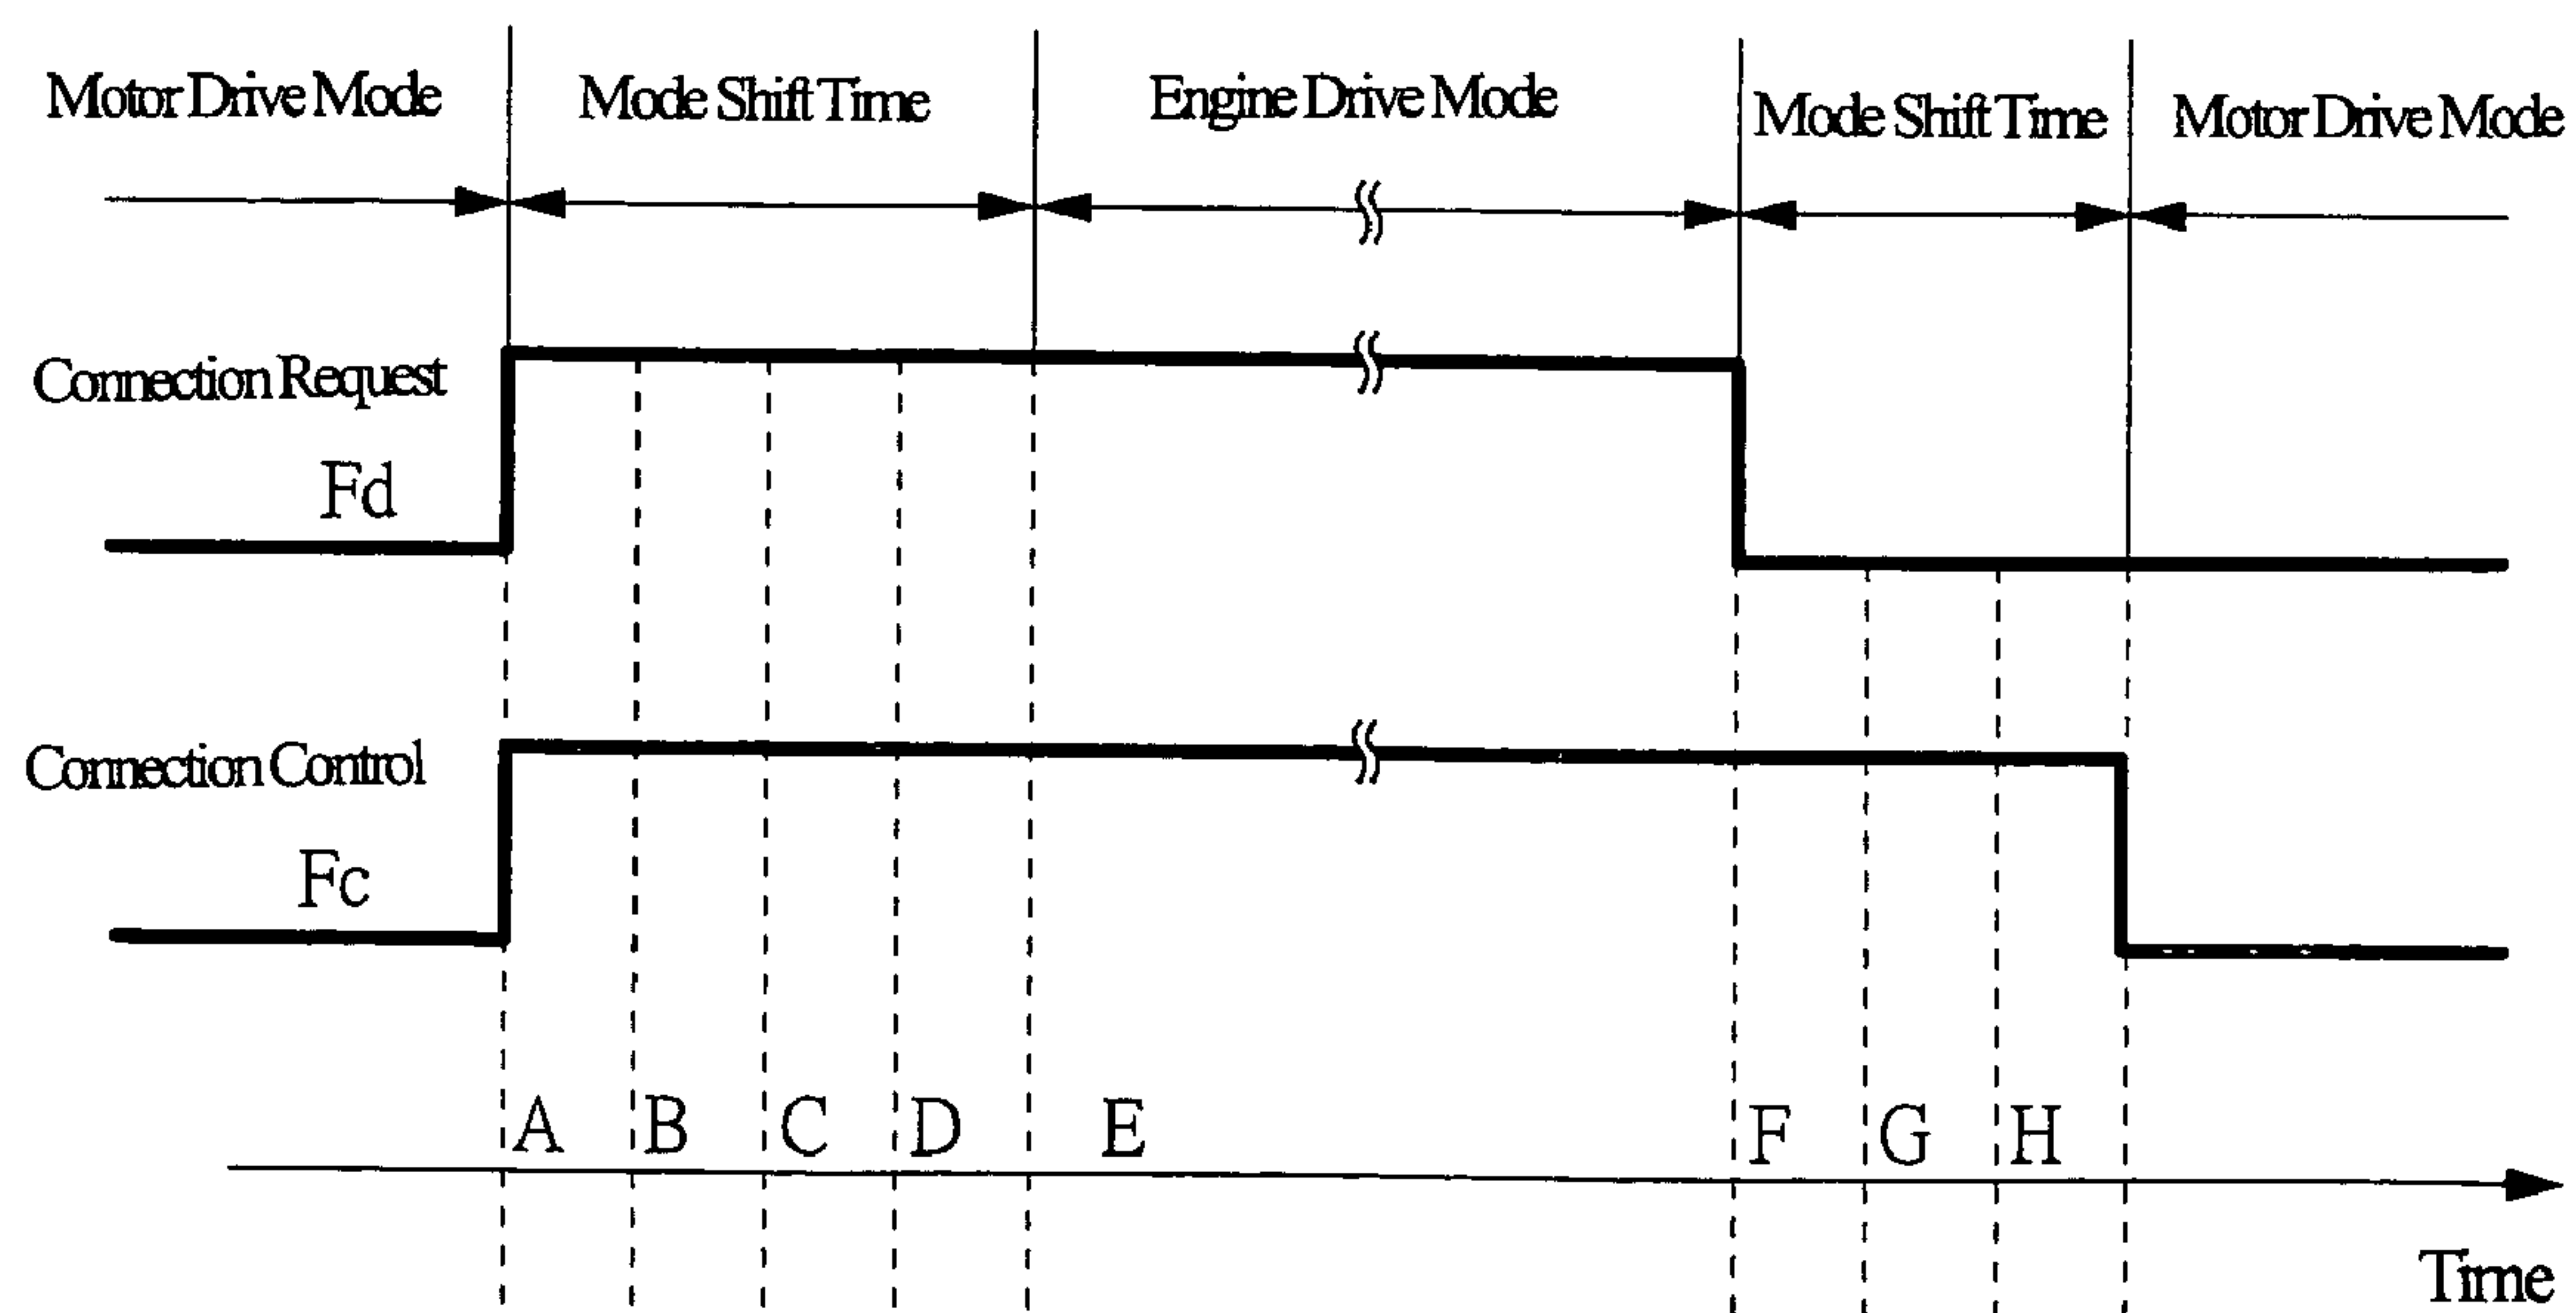 Motor Drive Mode
Mode Shift Time
Engine Drive Mode
Mode Shift Time
Motor Drive Mode
Connection Request
Fd
Connection Control
Fc
A B C D E F G H
Time